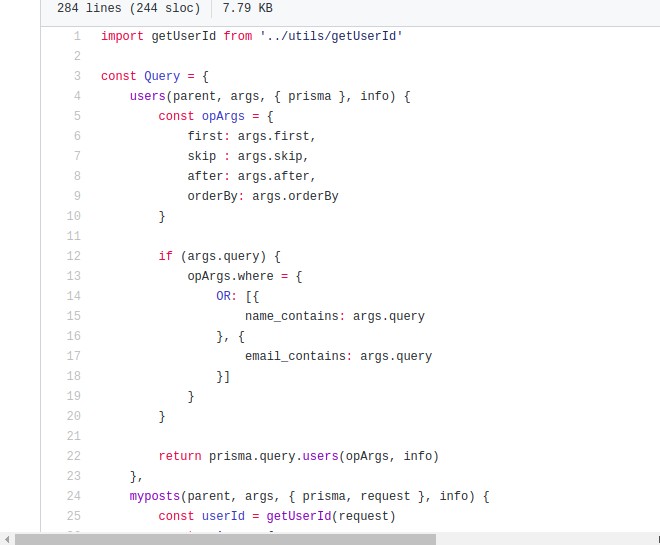 284 lines (244 sloc) 7.79 KB
1 import getUserId from '../utils/getUserId'
2
3 const Query = {
4 users(parent, args, { prisma }, info) {
5 const opArgs = {
6 first: args.first,
7 skip : args.skip,
8 after: args.after,
9 orderBy: args.orderBy
10 }
11
12 if (args.query) {
13 opArgs.where = {
14 OR: [{
15 name_contains: args.query
16 }, {
17 email_contains: args.query
18 }]
19 }
20 }
21
22 return prisma.query.users(opArgs, info)
23 },
24 myposts(parent, args, { prisma, request }, info) {
25 const userId = getUserId(request)